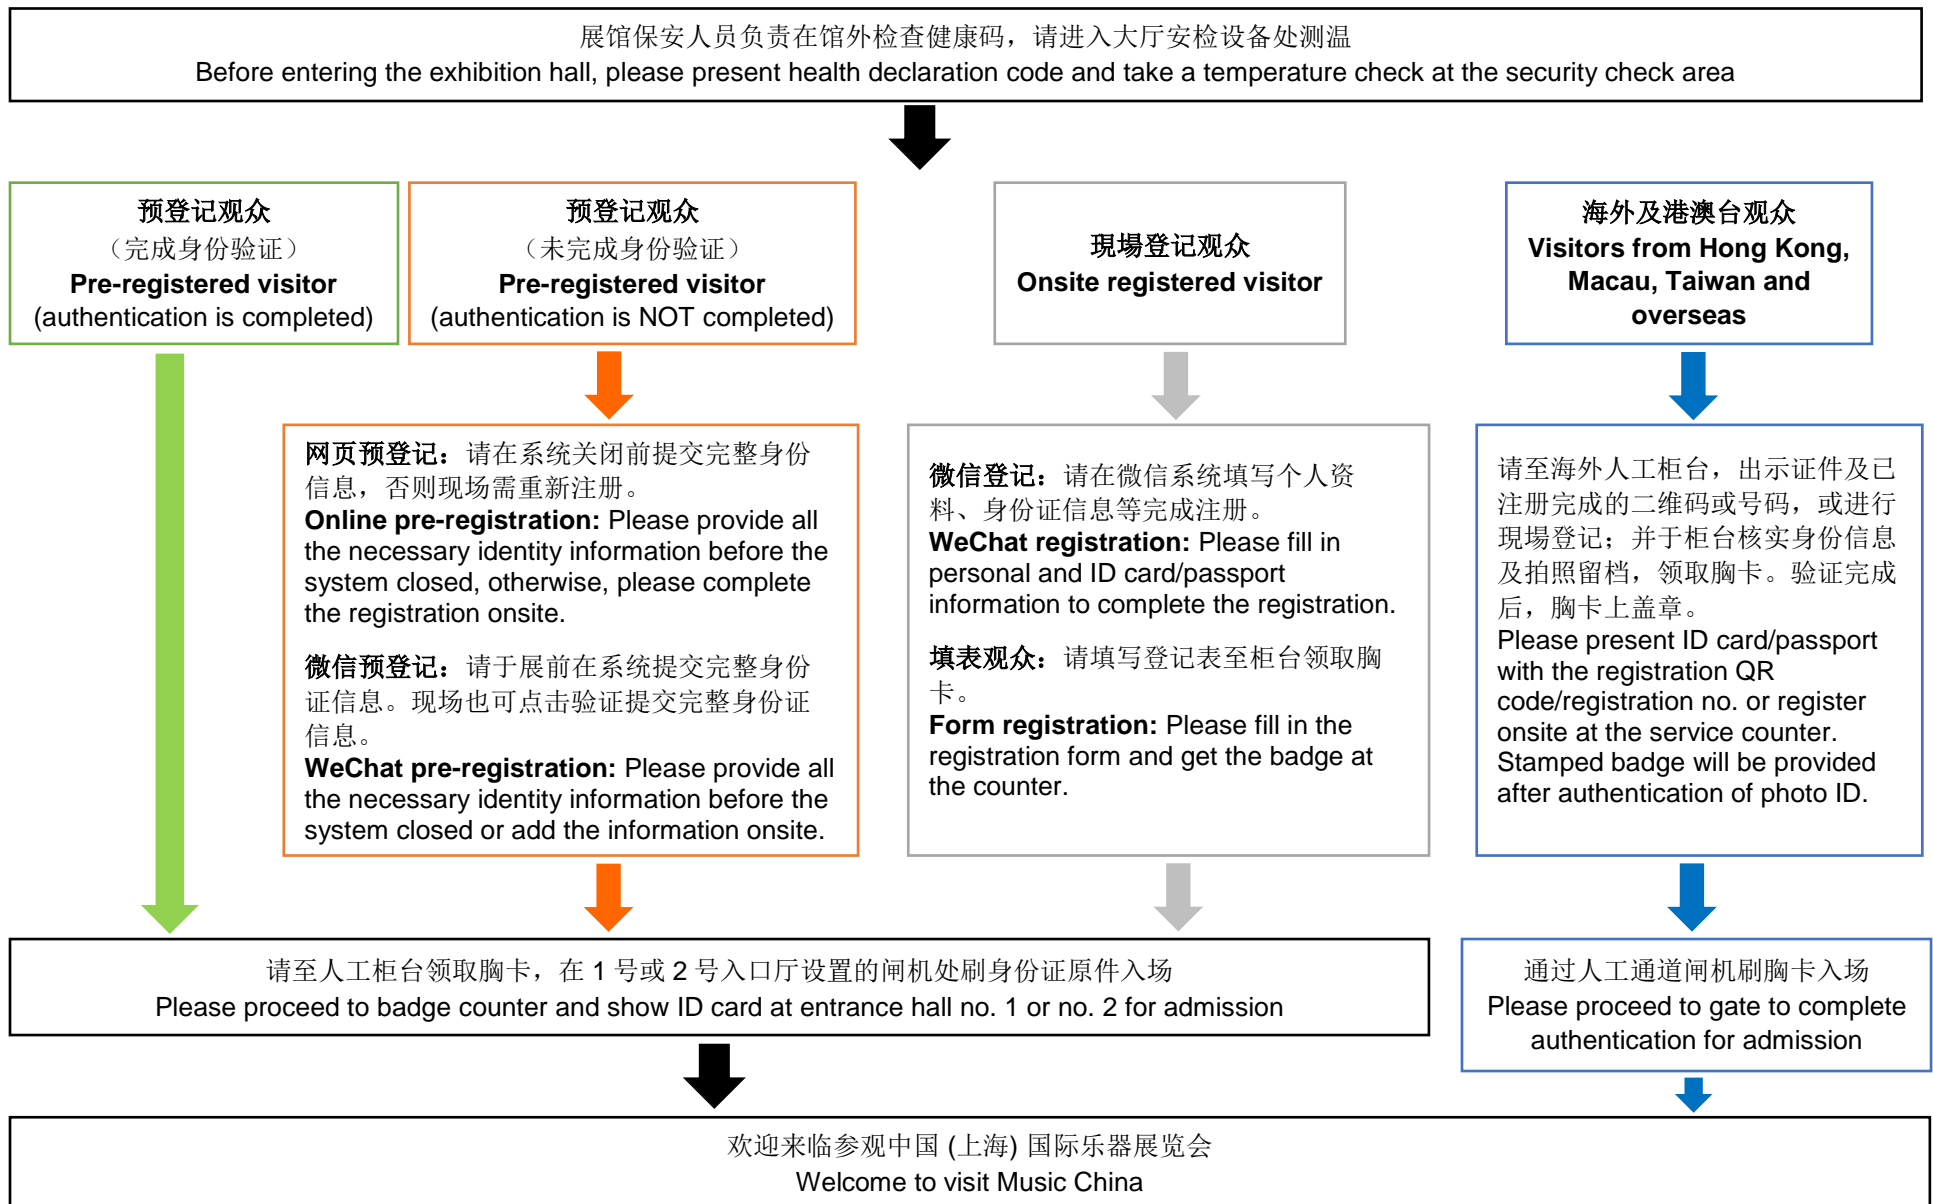 展馆保安人员负责在馆外检查健康码，请进入大厅安检设备处测温
Before entering the exhibition hall, please present health declaration code and take a temperature check at the security check area
预登记观众
（完成身份验证）
Pre-registered visitor
(authentication is completed)
预登记观众
（未完成身份验证）
Pre-registered visitor
(authentication is NOT completed)
現場登记观众
Onsite registered visitor
海外及港澳台观众
Visitors from Hong Kong,
Macau, Taiwan and
overseas
网页预登记：请在系统关闭前提交完整身份
信息，否则现场需重新注册。
Online pre-registration: Please provide all
the necessary identity information before the
system closed, otherwise, please complete
the registration onsite.
微信预登记：请于展前在系统提交完整身份
证信息。现场也可点击验证提交完整身份证
信息。
WeChat pre-registration: Please provide all
the necessary identity information before the
system closed or add the information onsite.
微信登记：请在微信系统填写个人资
料、身份证信息等完成注册。
WeChat registration: Please fill in
personal and ID card/passport
information to complete the registration.
填表观众：请填写登记表至柜台领取胸
卡。
Form registration: Please fill in the
registration form and get the badge at
the counter.
请至海外人工柜台，出示证件及已
注册完成的二维码或号码，或进行
現場登记；并于柜台核实身份信息
及拍照留档，领取胸卡。验证完成
后，胸卡上盖章。
Please present ID card/passport
with the registration QR
code/registration no. or register
onsite at the service counter.
Stamped badge will be provided
after authentication of photo ID.
请至人工柜台领取胸卡，在 1 号或 2 号入口厅设置的闸机处刷身份证原件入场
Please proceed to badge counter and show ID card at entrance hall no. 1 or no. 2 for admission
通过人工通道闸机刷胸卡入场
Please proceed to gate to complete
authentication for admission
欢迎来临参观中国 (上海) 国际乐器展览会
Welcome to visit Music China